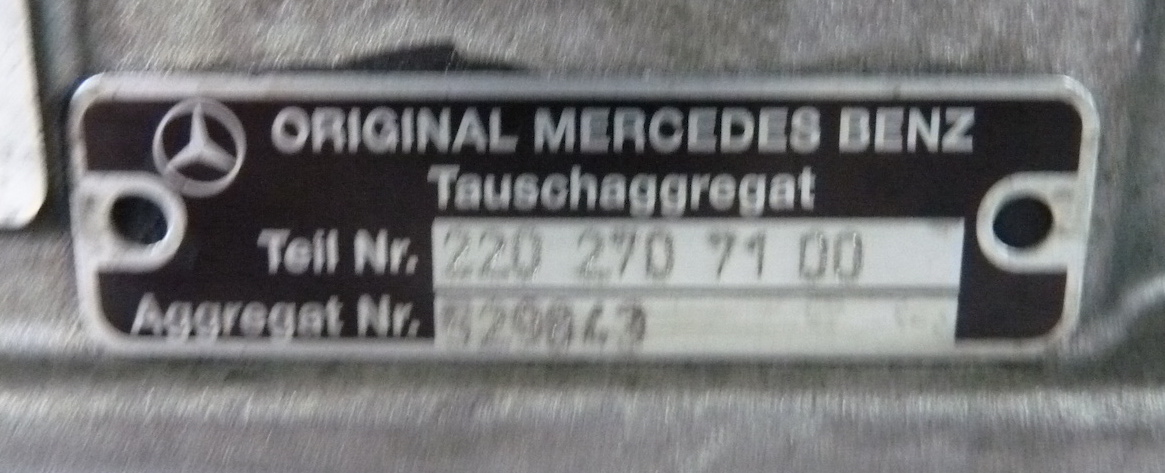 ORIGINAL MERCEDES BENZ
Tauschaggregat
Teil Nr. 220 270 71 00
Aggregat Nr.